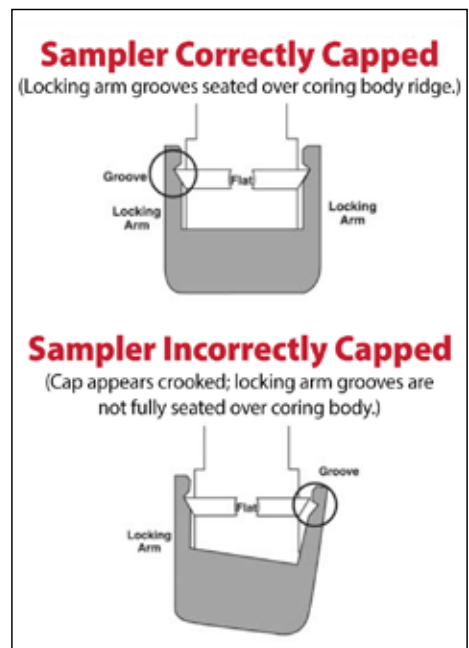 Sampler Correctly Capped
(Locking arm grooves seated over coring body ridge.)
Groove
Flat
Locking
Arm
Locking
Arm
Sampler Incorrectly Capped
(Cap appears crooked; locking arm grooves are
not fully seated over coring body.)
Groove
Flat
Locking
Arm